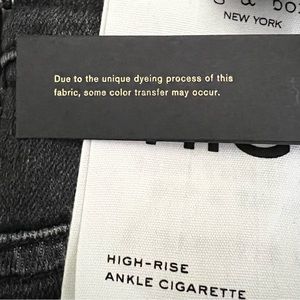 & bo
NEW YORK
Due to the unique dyeing process of this
fabric, some color transfer may occur.
HIGH-RISE
ANKLE CIGARETTE